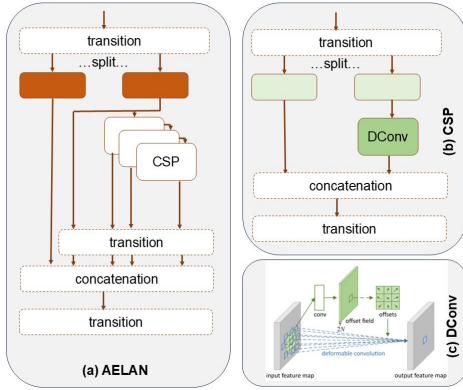 transition
...split...
CSP
transition
concatenation
transition
(a) AELAN
transition
...split...
DConv
concatenation
transition
(b) CSP
conv
offset field
2N
offsets
deformable convolution
input feature map
output feature map
(c) DConv